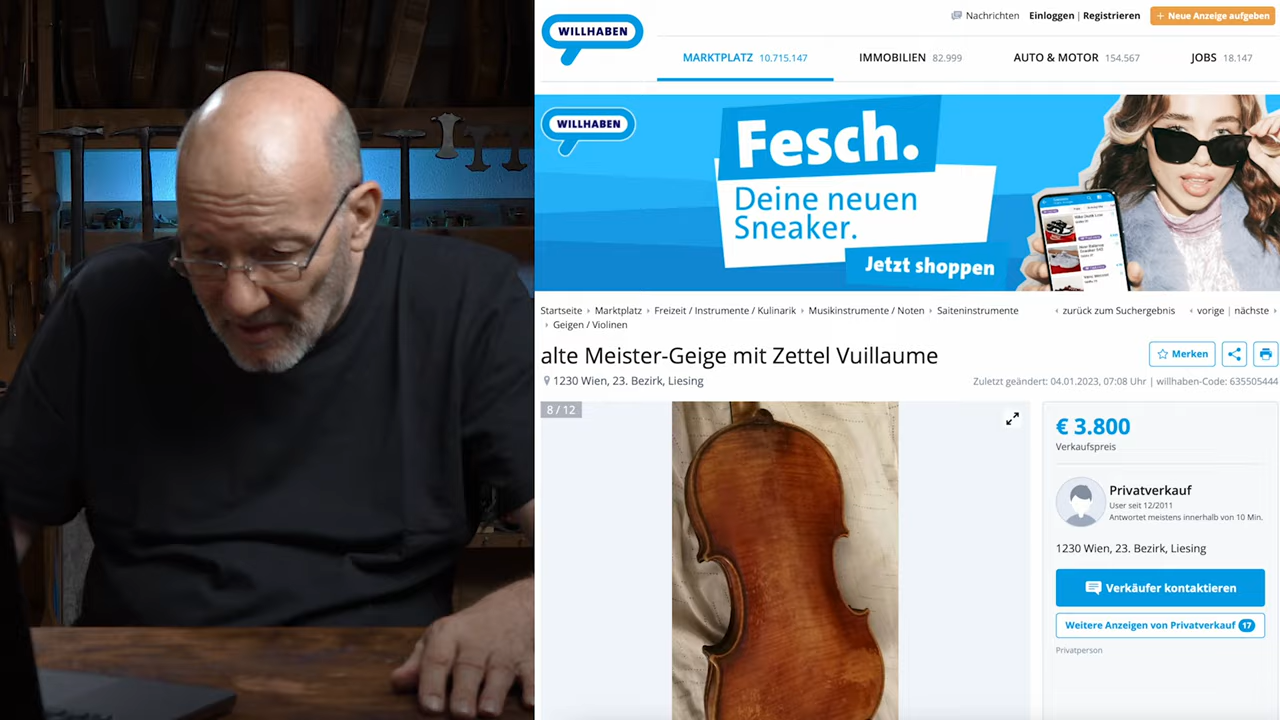 WILLHABEN
Nachrichten
Einloggen | Registrieren
+ Neue Anzeige aufgeben
MARKTPLATZ 10.715.147
IMMOBILIEN 82.999
AUTO & MOTOR 154.567
JOBS 18.147
WILLHABEN
Fesch.
Deine neuen
Sneaker.
Jetzt shoppen
Startseite › Marktplatz › Freizeit / Instrumente / Kulinarik › Musikinstrumente / Noten › Saiteninstrumente
› Geigen / Violinen
‹ zurück zum Suchergebnis
‹ vorige | nächste ›
alte Meister-Geige mit Zettel Vuillaume
Merken
1230 Wien, 23. Bezirk, Liesing
Zuletzt geändert: 04.01.2023, 07:08 Uhr | willhaben-Code: 635505444
8 / 12
€ 3.800
Verkaufspreis
Privatverkauf
User seit 12/2011
Antwortet meistens innerhalb von 10 Min.
1230 Wien, 23. Bezirk, Liesing
Verkäufer kontaktieren
Weitere Anzeigen von Privatverkauf 17
Privatperson